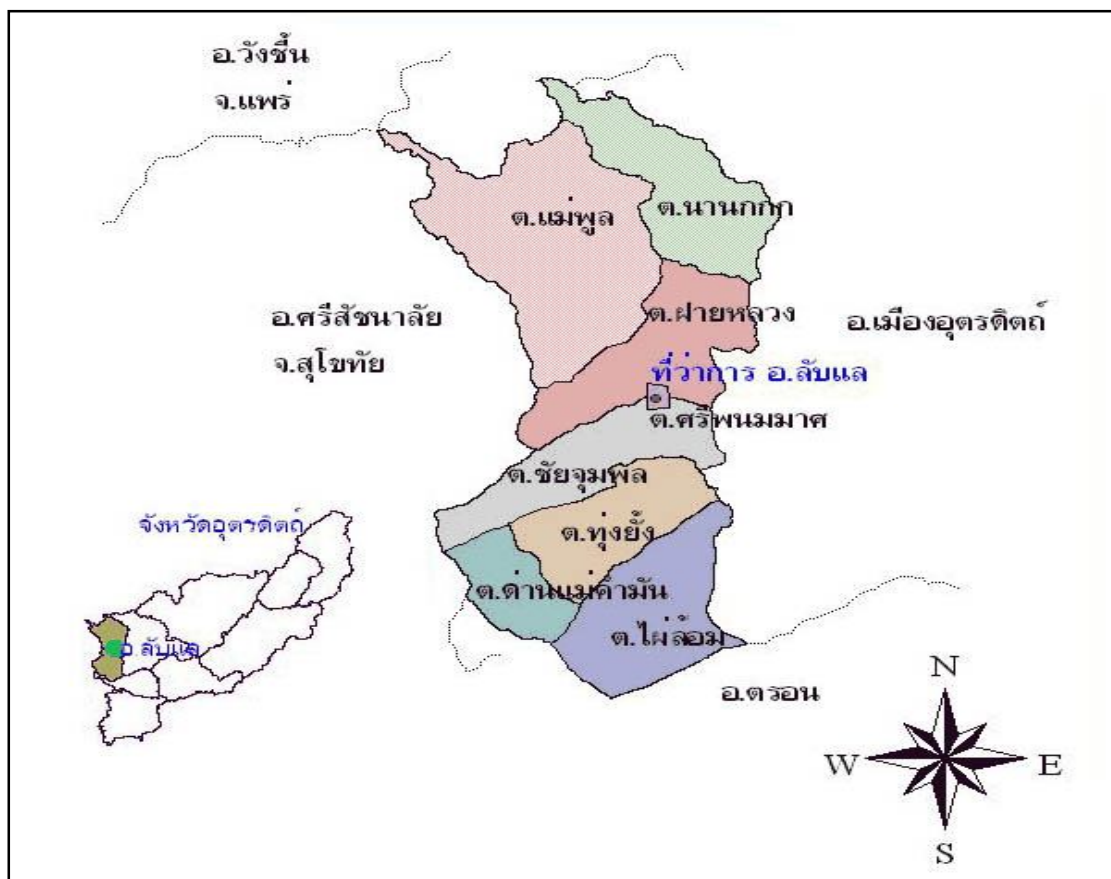 อ.วังชิ้น
จ.แพร่
ต.นานกกก
ต.แม่พูล
ต.ฝายหลวง
อ.ศรีสัชนาลัย
อ.เมืองอุตรดิตถ์
จ.สุโขทัย
ที่ว่าการ อ.ลับแล
ต.ศรีพนมมาศ
ต.ชัยจุมพล
จังหวัดอุตรดิตถ์
ต.ทุ่งยั้ง
ต.ด่านแม่คำมัน
ต.ไผ่ล้อม
อ.ลับแล
อ.ตรอน
N
W
E
S